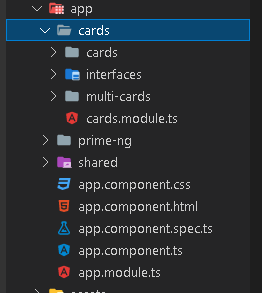 app
cards
cards
interfaces
multi-cards
cards.module.ts
prime-ng
shared
app.component.css
app.component.html
app.component.spec.ts
app.component.ts
app.module.ts